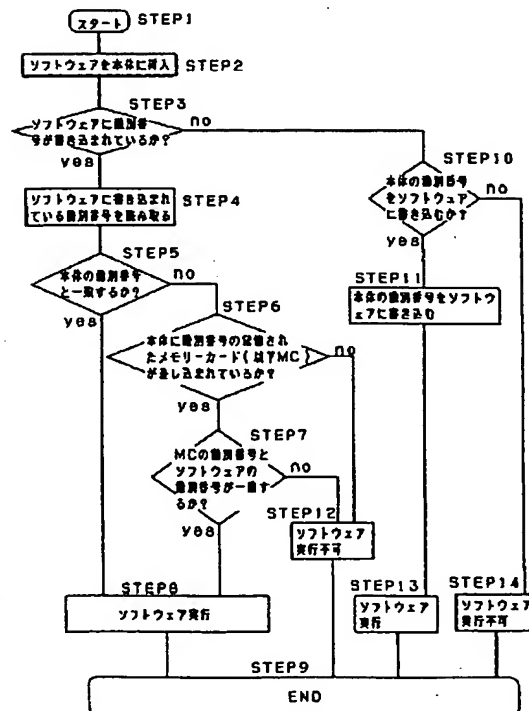 STEP1
スタート
STEP2
ソフトウェアを本体に挿入
STEP3
ソフトウェアに識別番
号が書き込まれているか?
no
yes
STEP4
ソフトウェアに書き込まれ
ている識別番号を読み取る
STEP5
本体の識別番号
と一致するか?
no
yes
STEP6
本体に識別番号の記憶され
たメモリーカード(以下MC)
が差し込まれているか?
no
yes
STEP7
MCの識別番号と
ソフトウェアの
識別番号が一致す
るか?
no
yes
STEP8
ソフトウェア実行
STEP10
本体の識別番号
をソフトウェア
に書き込むか?
no
yes
STEP11
本体の識別番号をソフトウ
ェアに書き込む
STEP12
ソフトウェア
実行不可
STEP13
ソフトウェア
実行
STEP14
ソフトウェア
実行不可
STEP9
END